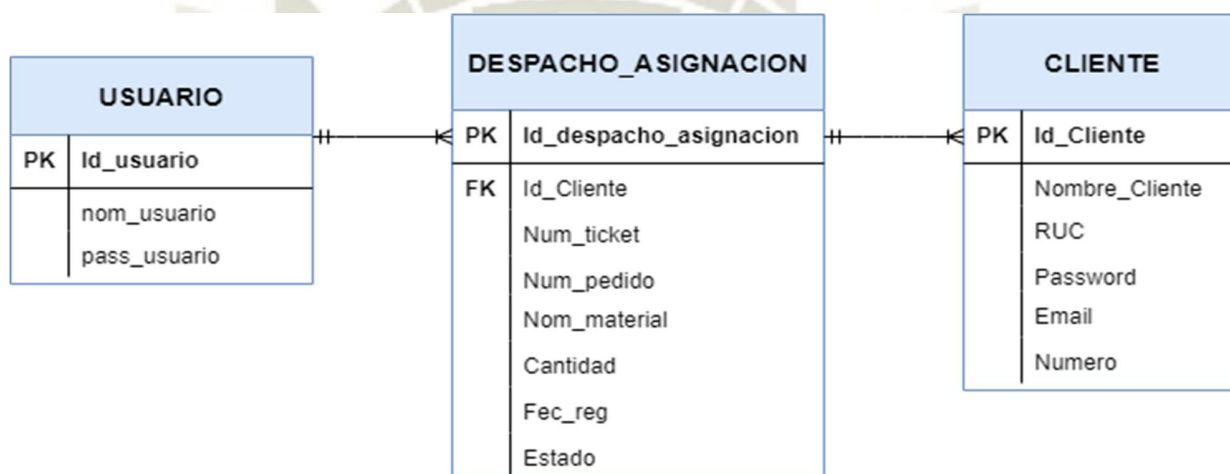 USUARIO
PK Id_usuario
nom_usuario
pass_usuario
DESPACHO_ASIGNACION
PK Id_despacho_asignacion
FK Id_Cliente
Num_ticket
Num_pedido
Nom_material
Cantidad
Fec_reg
Estado
CLIENTE
PK Id_Cliente
Nombre_Cliente
RUC
Password
Email
Numero